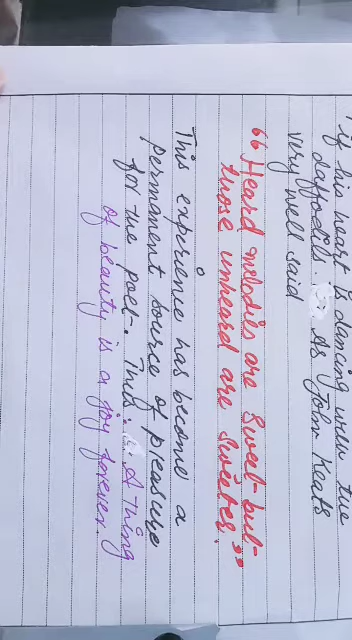 if his heart is dancing with the
daffodils. As John Keats
very well said
"Heard melodies are sweet but-
those unheard are sweeter."
This experience has become a
permanent source of pleasure
for the poet. Thus. A thing
of beauty is a joy forever.